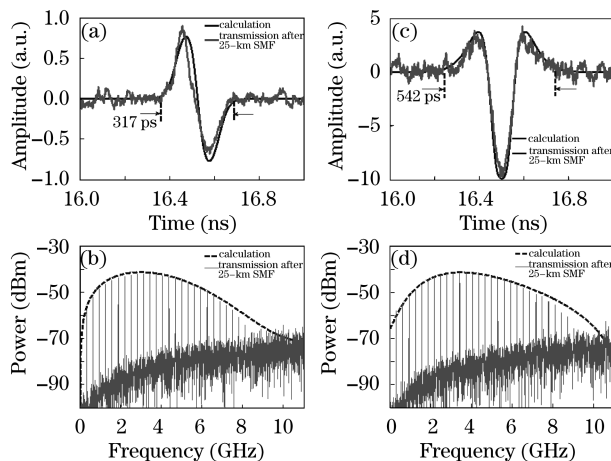 (a)
calculation
transmission after
25-km SMF
317 ps
Amplitude (a.u.)
1.0
0.5
0.0
−0.5
−1.0
16.0
16.4
16.8
Time (ns)
(c)
542 ps
calculation
transmission after
25-km SMF
Amplitude (a.u.)
5
0
−5
−10
16.0
16.4
16.8
Time (ns)
(b)
calculation
transmission after
25-km SMF
Power (dBm)
−30
−50
−70
−90
0
2
4
6
8
10
Frequency (GHz)
(d)
calculation
transmission after
25-km SMF
Power (dBm)
−30
−50
−70
−90
0
2
4
6
8
10
Frequency (GHz)